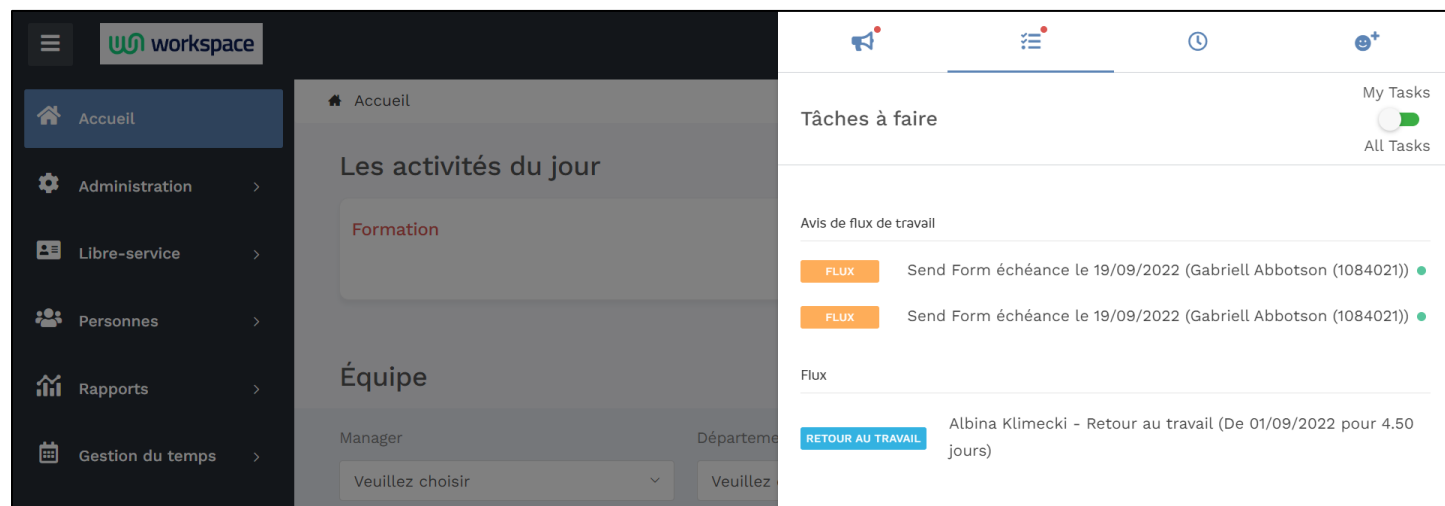 workspace
Accueil
Administration
Libre-service
Personnes
Rapports
Gestion du temps
Accueil
Les activités du jour
Formation
Équipe
Manager
Départeme
Veuillez choisir
Veuillez
Tâches à faire
My Tasks
All Tasks
Avis de flux de travail
FLUX Send Form échéance le 19/09/2022 (Gabriell Abbotson (1084021))
FLUX Send Form échéance le 19/09/2022 (Gabriell Abbotson (1084021))
Flux
RETOUR AU TRAVAIL Albina Klimecki - Retour au travail (De 01/09/2022 pour 4.50
jours)